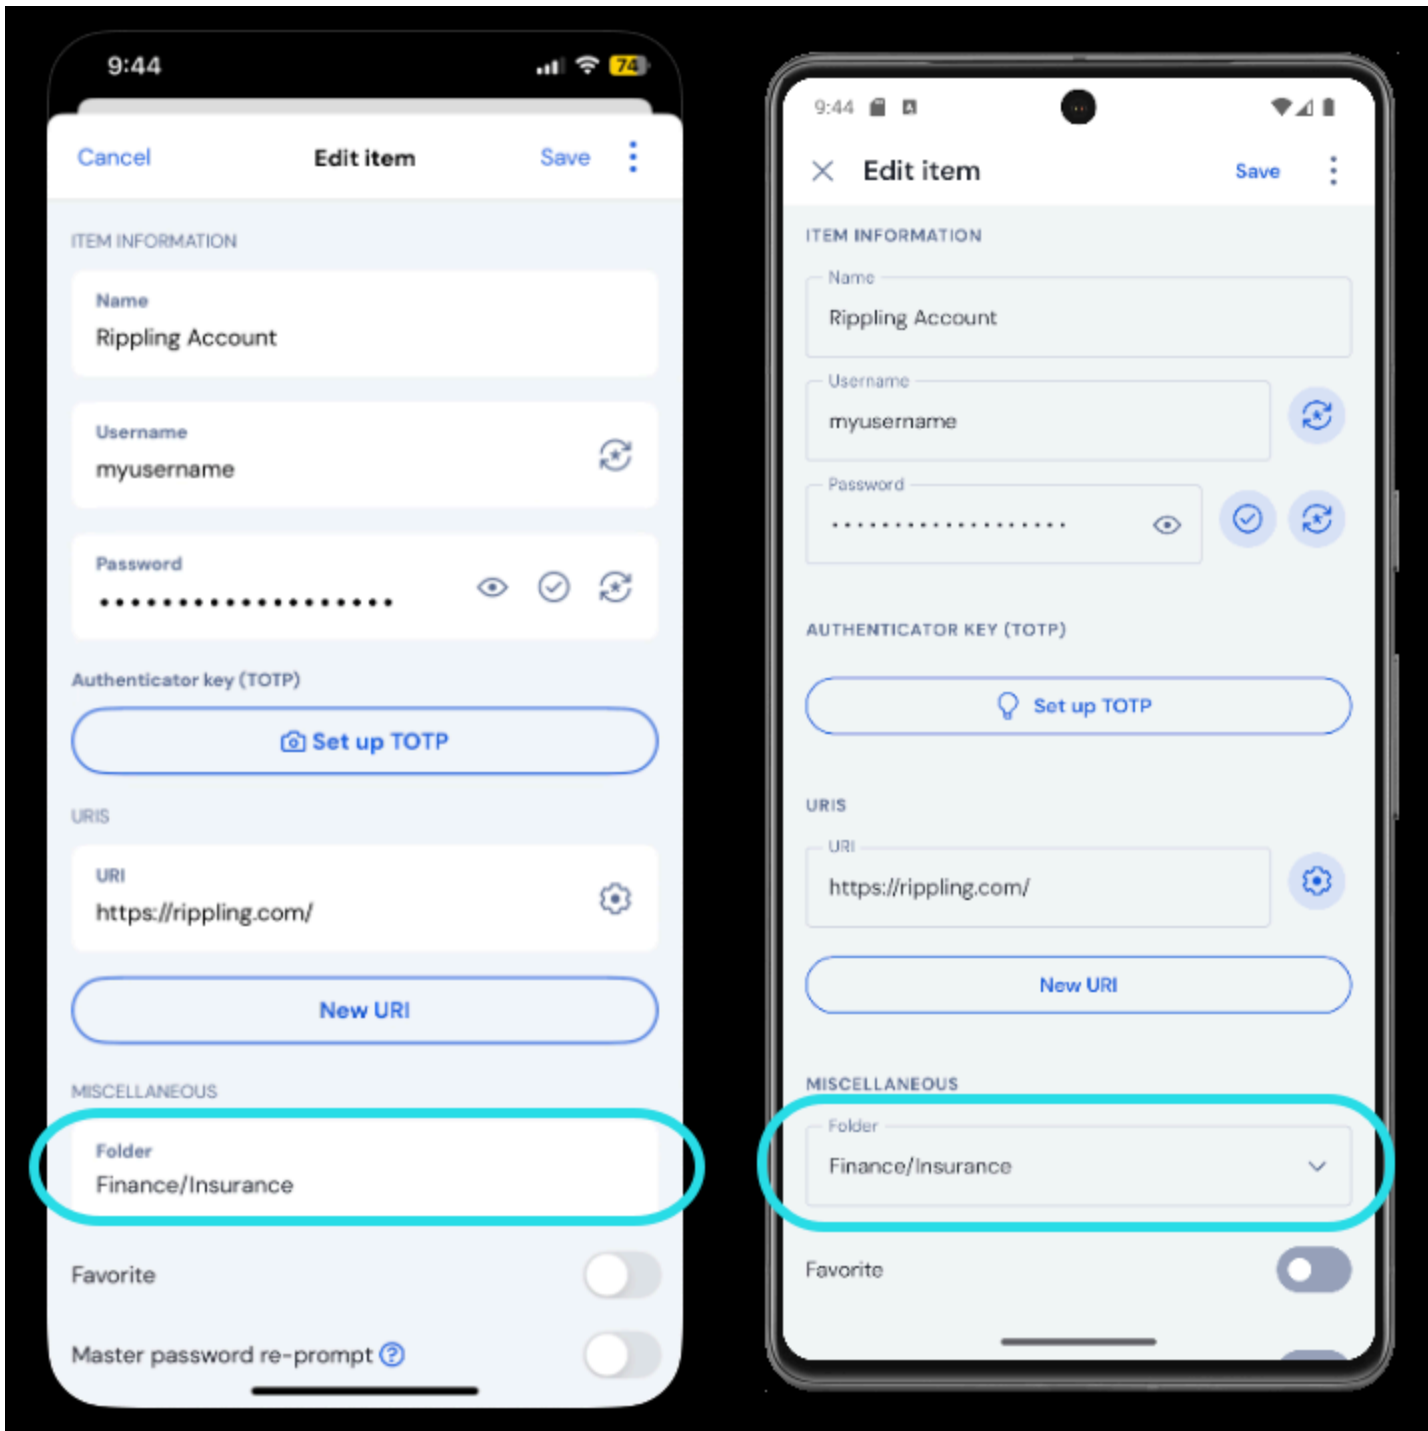 9:44
74
Cancel
Edit item
Save
ITEM INFORMATION
Name
Rippling Account
Username
myusername
Password
•••••••••••••••••••
Authenticator key (TOTP)
Set up TOTP
URIS
URI
https://rippling.com/
New URI
MISCELLANEOUS
Folder
Finance/Insurance
Favorite
Master password re-prompt
9:44
Edit item
Save
ITEM INFORMATION
Name
Rippling Account
Username
myusername
Password
•••••••••••••••••••
AUTHENTICATOR KEY (TOTP)
Set up TOTP
URIS
URI
https://rippling.com/
New URI
MISCELLANEOUS
Folder
Finance/Insurance
Favorite